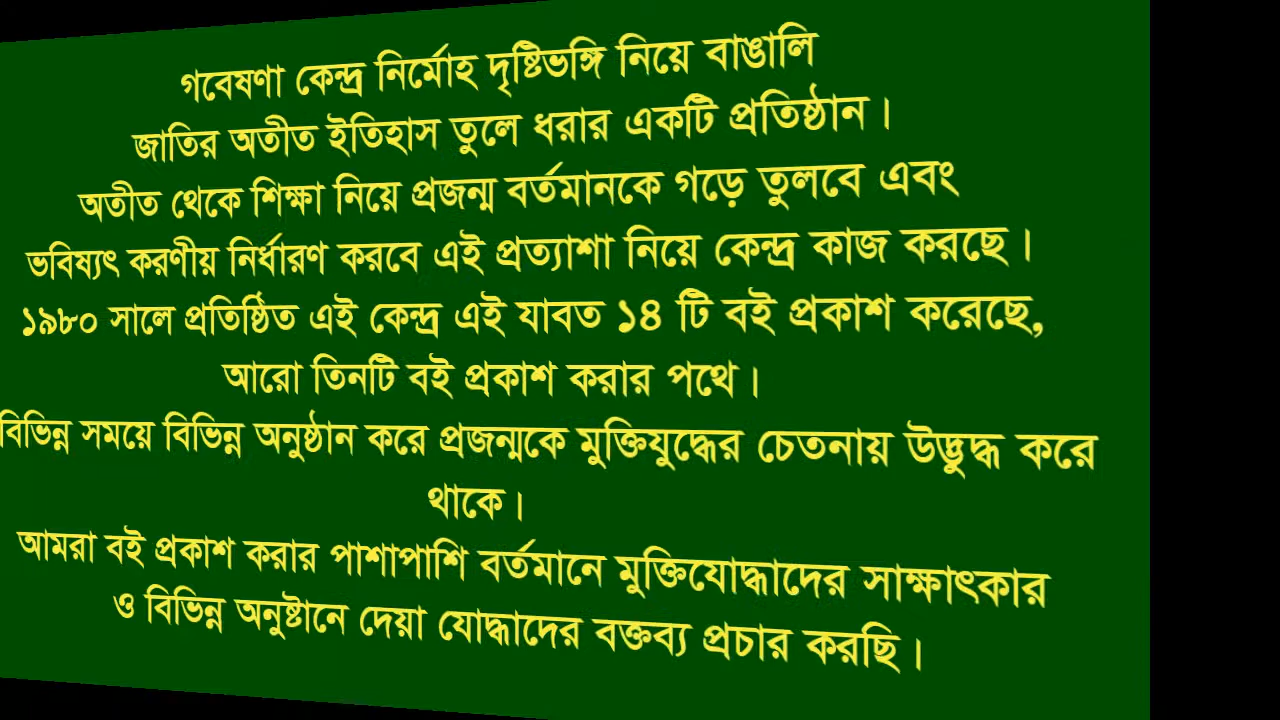 গবেষণা কেন্দ্র নির্মোহ দৃষ্টিভঙ্গি নিয়ে বাঙালি
জাতির অতীত ইতিহাস তুলে ধরার একটি প্রতিষ্ঠান।
অতীত থেকে শিক্ষা নিয়ে প্রজন্ম বর্তমানকে গড়ে তুলবে এবং
ভবিষ্যৎ করণীয় নির্ধারণ করবে এই প্রত্যাশা নিয়ে কেন্দ্র কাজ করছে।
১৯৮০ সালে প্রতিষ্ঠিত এই কেন্দ্র এই যাবত ১৪ টি বই প্রকাশ করেছে,
আরো তিনটি বই প্রকাশ করার পথে।
বিভিন্ন সময়ে বিভিন্ন অনুষ্ঠান করে প্রজন্মকে মুক্তিযুদ্ধের চেতনায় উদ্ভুদ্ধ করে
থাকে।
আমরা বই প্রকাশ করার পাশাপাশি বর্তমানে মুক্তিযোদ্ধাদের সাক্ষাৎকার
ও বিভিন্ন অনুষ্টানে দেয়া যোদ্ধাদের বক্তব্য প্রচার করছি।